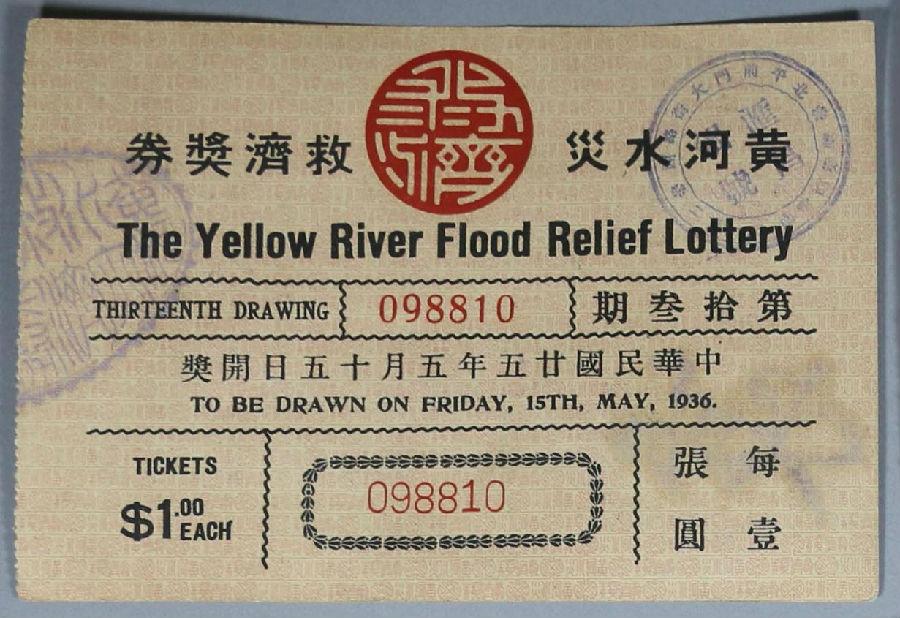 黃河水災救濟獎券
The Yellow River Flood Relief Lottery
THIRTEENTH DRAWING 098810 第拾叁期
中華民國廿五年五月十五日開獎
TO BE DRAWN ON FRIDAY, 15TH, MAY, 1936.
TICKETS
$1.00 EACH
098810
每張
壹圓